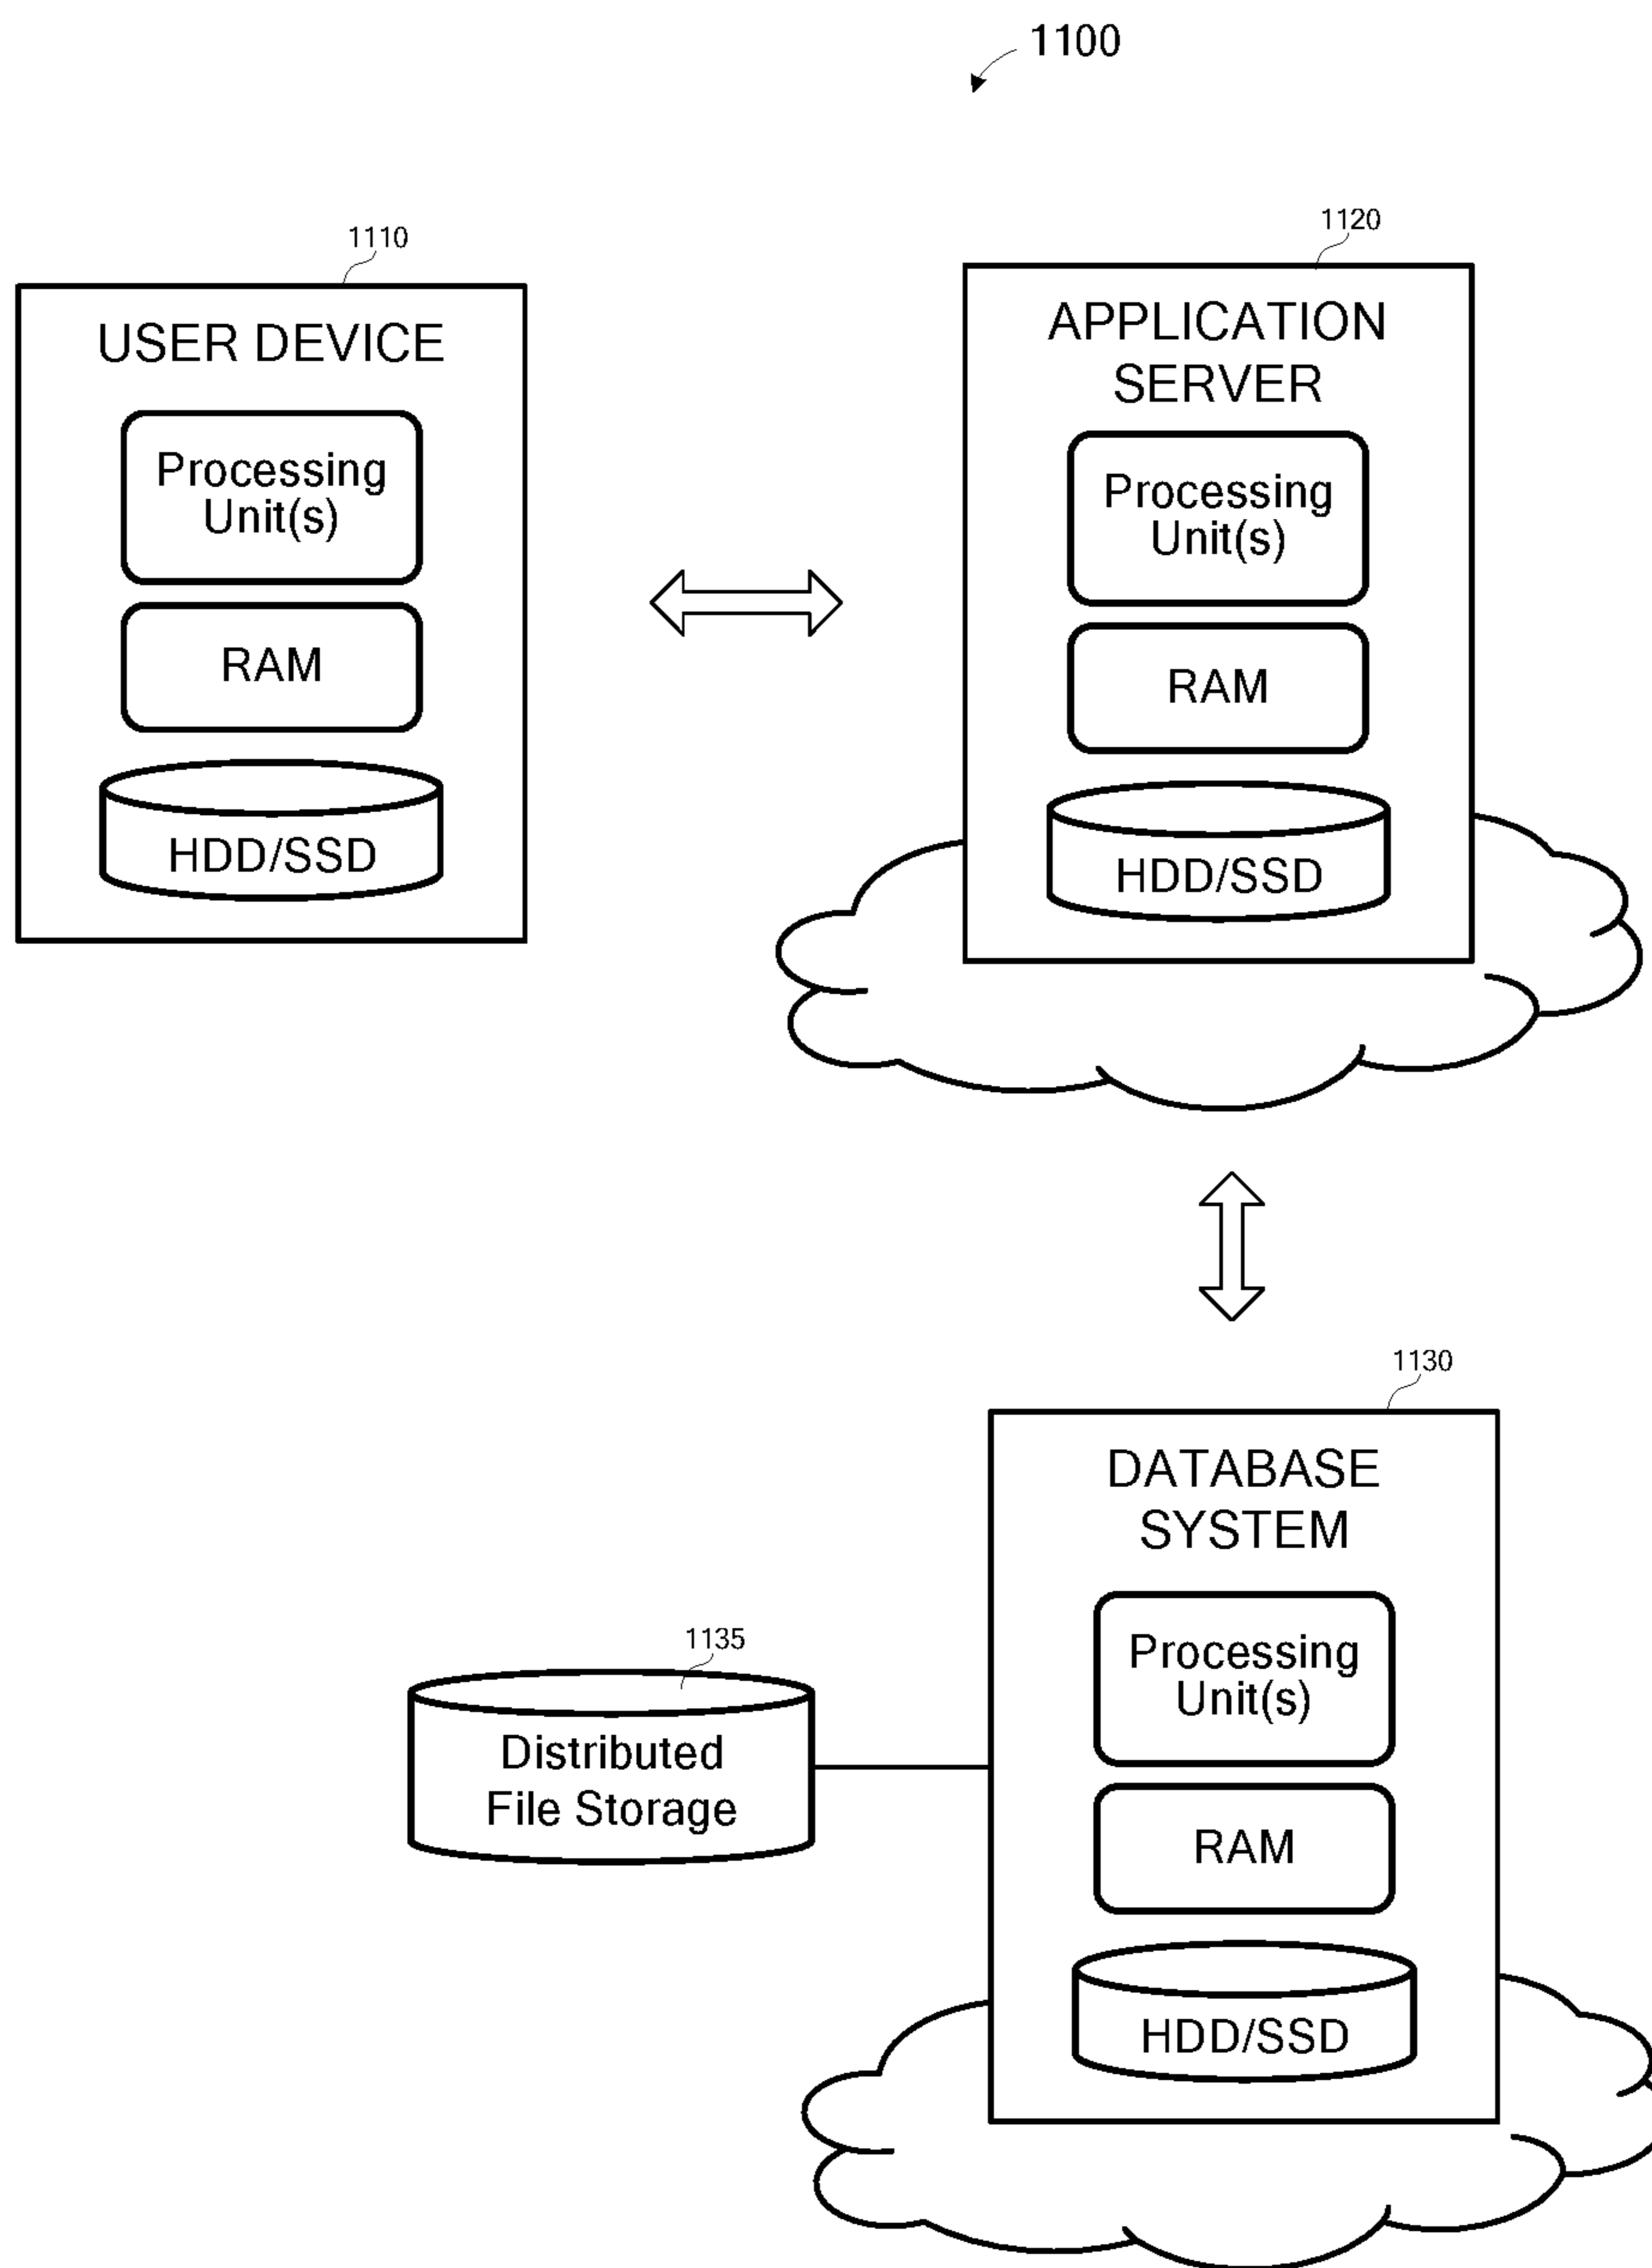 1100
1110
USER DEVICE
Processing
Unit(s)
RAM
HDD/SSD
1120
APPLICATION
SERVER
Processing
Unit(s)
RAM
HDD/SSD
1130
DATABASE
SYSTEM
Processing
Unit(s)
RAM
HDD/SSD
1135
Distributed
File Storage